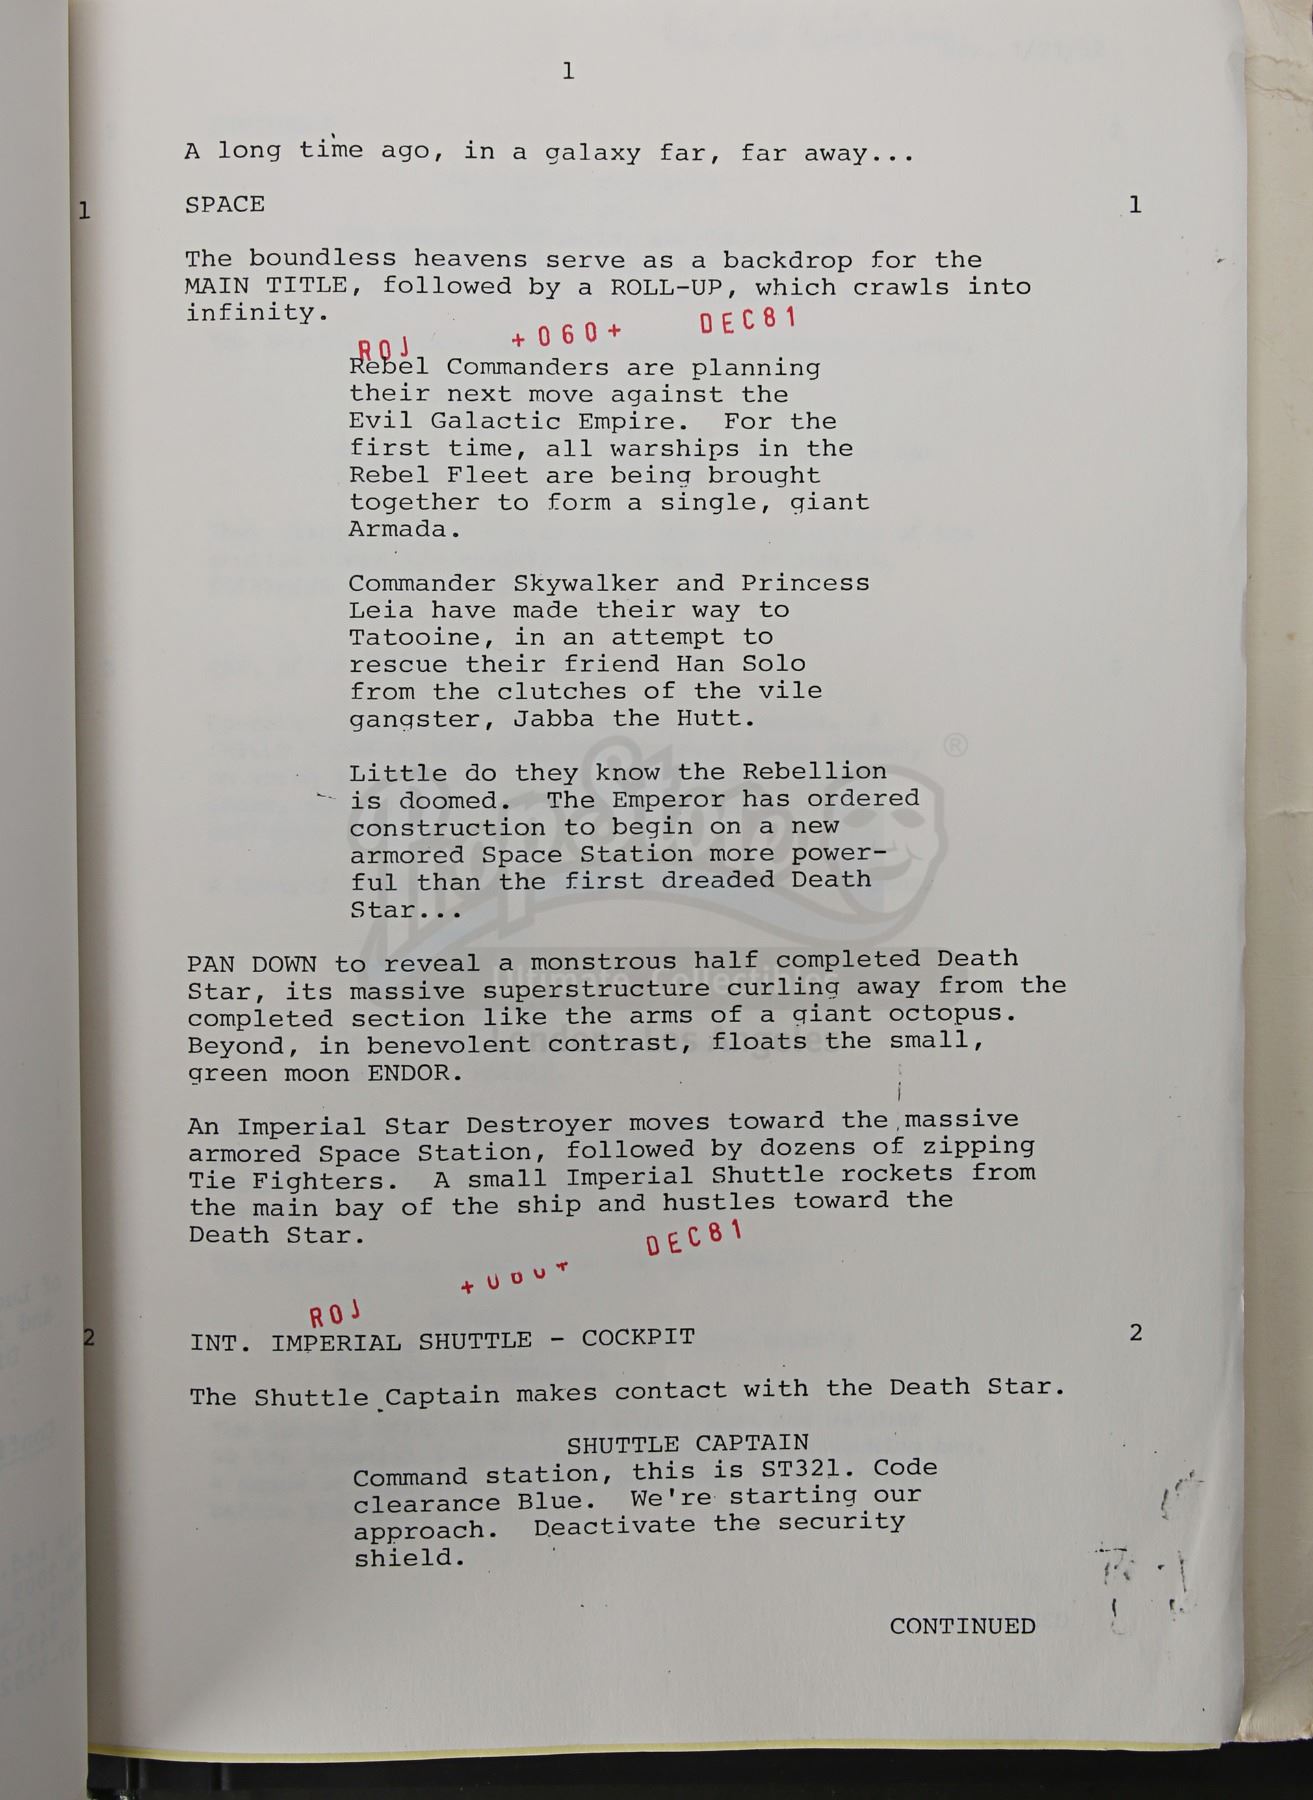 1
A long time ago, in a galaxy far, far away...
1 SPACE 1
The boundless heavens serve as a backdrop for the
MAIN TITLE, followed by a ROLL-UP, which crawls into
infinity.
ROJ +060+ DEC81
Rebel Commanders are planning
their next move against the
Evil Galactic Empire.  For the
first time, all warships in the
Rebel Fleet are being brought
together to form a single, giant
Armada.
Commander Skywalker and Princess
Leia have made their way to
Tatooine, in an attempt to
rescue their friend Han Solo
from the clutches of the vile
gangster, Jabba the Hutt.
Little do they know the Rebellion
is doomed.  The Emperor has ordered
construction to begin on a new
armored Space Station more power-
ful than the first dreaded Death
Star...
PropStore ®
Ultimate Collectibles
London Los Angeles
PAN DOWN to reveal a monstrous half completed Death
Star, its massive superstructure curling away from the
completed section like the arms of a giant octopus.
Beyond, in benevolent contrast, floats the small,
green moon ENDOR.
An Imperial Star Destroyer moves toward the massive
armored Space Station, followed by dozens of zipping
Tie Fighters.  A small Imperial Shuttle rockets from
the main bay of the ship and hustles toward the
Death Star.
ROJ DEC81
2 INT. IMPERIAL SHUTTLE - COCKPIT 2
The Shuttle Captain makes contact with the Death Star.
SHUTTLE CAPTAIN
Command station, this is ST321. Code
clearance Blue.  We're starting our
approach.  Deactivate the security
shield.
CONTINUED